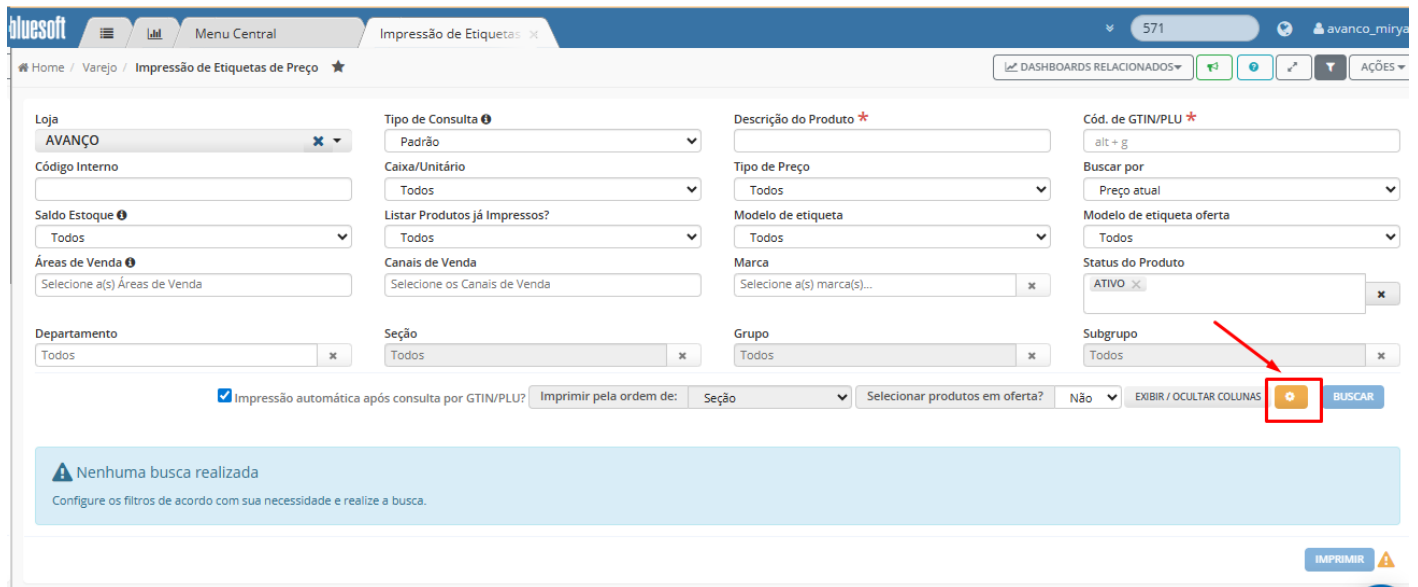 bluesoft Menu Central Impressão de Etiquetas 571 avanco_mirya
Home / Varejo / Impressão de Etiquetas de Preço DASHBOARDS RELACIONADOS AÇÕES
Loja Tipo de Consulta Descrição do Produto * Cód. de GTIN/PLU *
AVANÇO Padrão alt + g
Código Interno Caixa/Unitário Tipo de Preço Buscar por
Todos Todos Preço atual
Saldo Estoque Listar Produtos já Impressos? Modelo de etiqueta Modelo de etiqueta oferta
Todos Todos Todos Todos
Áreas de Venda Canais de Venda Marca Status do Produto
Selecione a(s) Áreas de Venda Selecione os Canais de Venda Selecione a(s) marca(s)... ATIVO
Departamento Seção Grupo Subgrupo
Todos Todos Todos Todos
Impressão automática após consulta por GTIN/PLU? Imprimir pela ordem de: Seção Selecionar produtos em oferta? Não EXIBIR / OCULTAR COLUNAS BUSCAR
Nenhuma busca realizada
Configure os filtros de acordo com sua necessidade e realize a busca.
IMPRIMIR